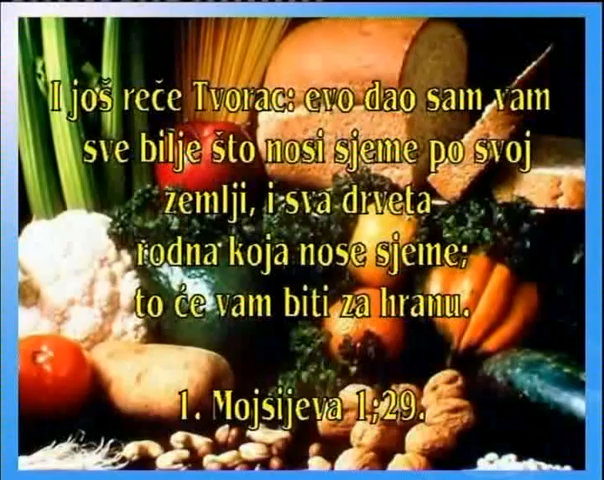 I još reče Tvorac: evo dao sam vam
sve bilje što nosi sjeme po svoj
zemlji, i sva drveta
rodna koja nose sjeme;
to će vam biti za hranu.
1. Mojsijeva 1;29.